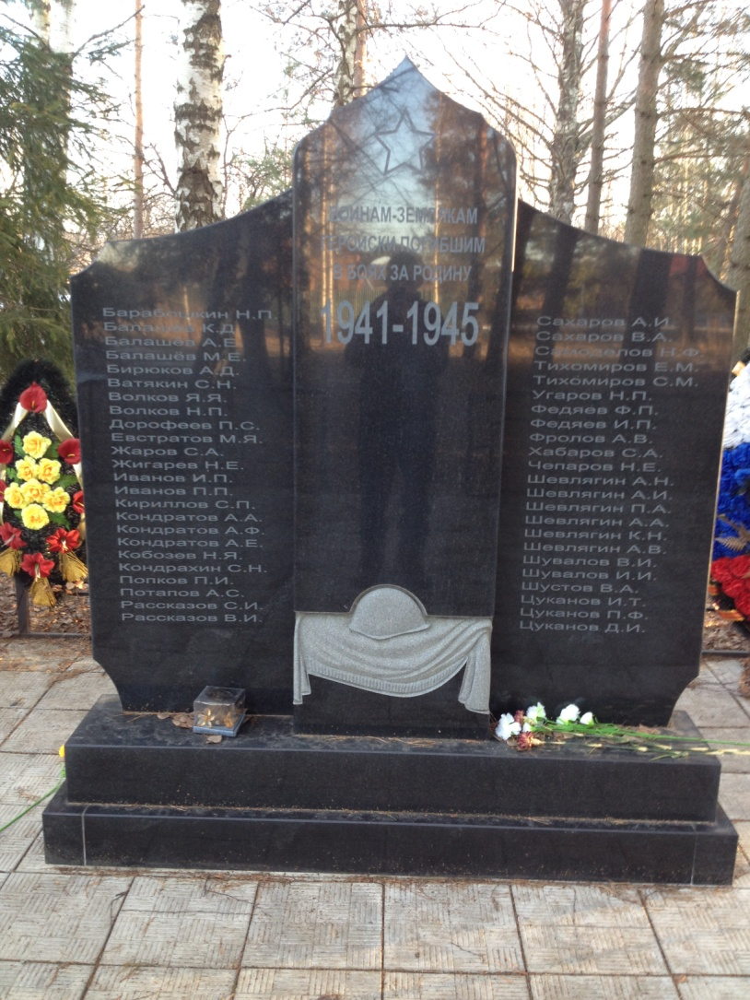 ВОИНАМ-ЗЕМЛЯКАМ
ГЕРОЙСКИ ПОГИБШИМ
В БОЯХ ЗА РОДИНУ
1941-1945
Барабошкин Н.П.
Балашов К.Д.
Балашёв А.Е.
Балашёв М.Е.
Бирюков А.Д.
Ватякин С.Н.
Волков Я.Я.
Волков Н.П.
Дорофеев П.С.
Евстратов М.Я.
Жаров С.А.
Жигарев Н.Е.
Иванов И.П.
Иванов П.П.
Кириллов С.П.
Кондратов А.А.
Кондратов А.Ф.
Кондратов А.Е.
Кобозев Н.Я.
Кондрахин С.Н.
Попков П.И.
Потапов А.С.
Рассказов С.И.
Рассказов В.И.
Сахаров А.И.
Сахаров В.А.
Самоделов Н.Ф.
Тихомиров Е.М.
Тихомиров С.М.
Угаров Н.П.
Федяев Ф.П.
Федяев И.П.
Фролов А.В.
Хабаров С.А.
Чепаров Н.Е.
Шевлягин А.Н.
Шевлягин А.И.
Шевлягин П.А.
Шевлягин А.А.
Шевлягин К.Н.
Шевлягин А.В.
Шувалов В.И.
Шувалов И.И.
Шустов В.А.
Цуканов И.Т.
Цуканов П.Ф.
Цуканов Д.И.